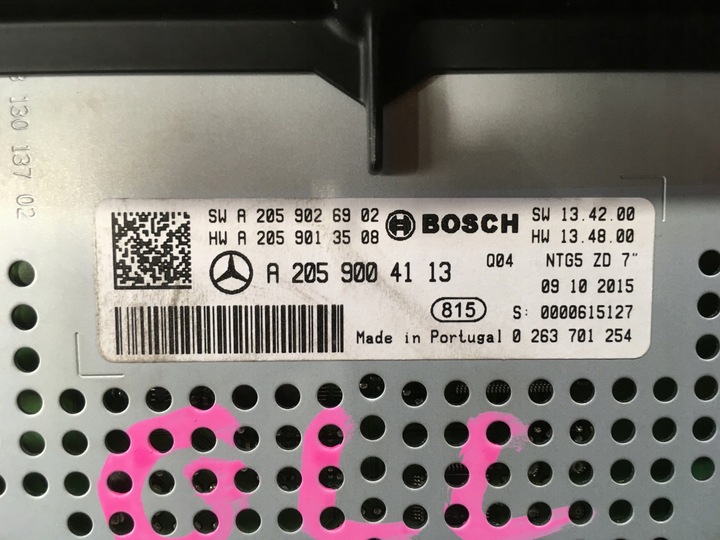 3 130 137 02
SW A 205 902 69 02
HW A 205 901 35 08
BOSCH
SW 13.42.00
HW 13.48.00
A 205 900 41 13
Q04
NTG5 ZD 7"
09 10 2015
815
S: 0000615127
Made in Portugal 0 263 701 254
GLC